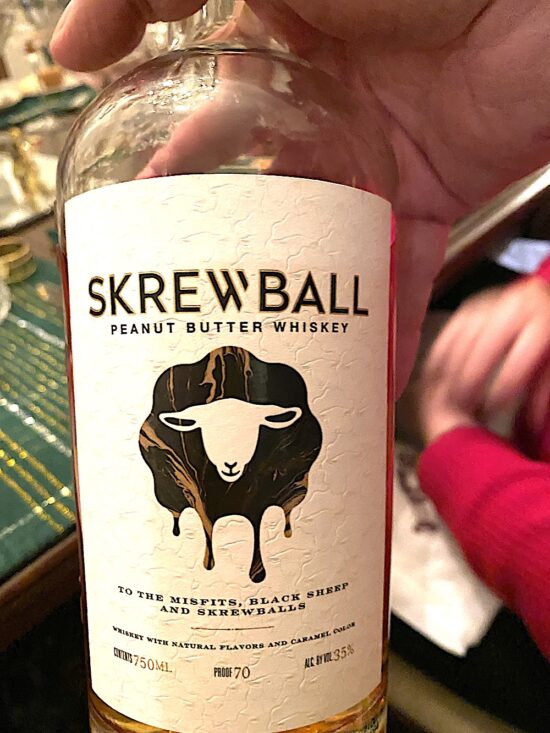 SKREWBALL
PEANUT BUTTER WHISKEY
TO THE MISFITS, BLACK SHEEP
AND SKREWBALLS
WHISKEY WITH NATURAL FLAVORS AND CARAMEL COLOR
CONTENTS 750ML PROOF 70 ALC. BY VOL. 35%